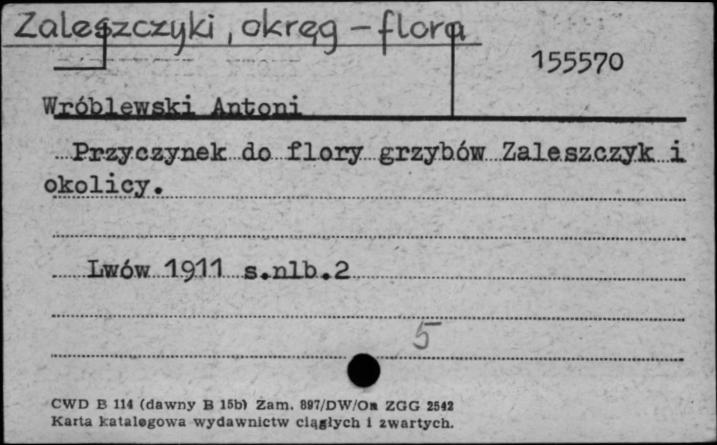 Zaleszczyki, okręg – flora
155570
Wróblewski Antoni
Przyczynek do flory grzybów Zaleszczyk i
okolicy.
Lwów 1911 s.nlb.2
5
CWD B 114 (dawny B 15b) Zam. 897/DW/Oa ZGG 2542
Karta katalogowa wydawnictw ciągłych i zwartych.